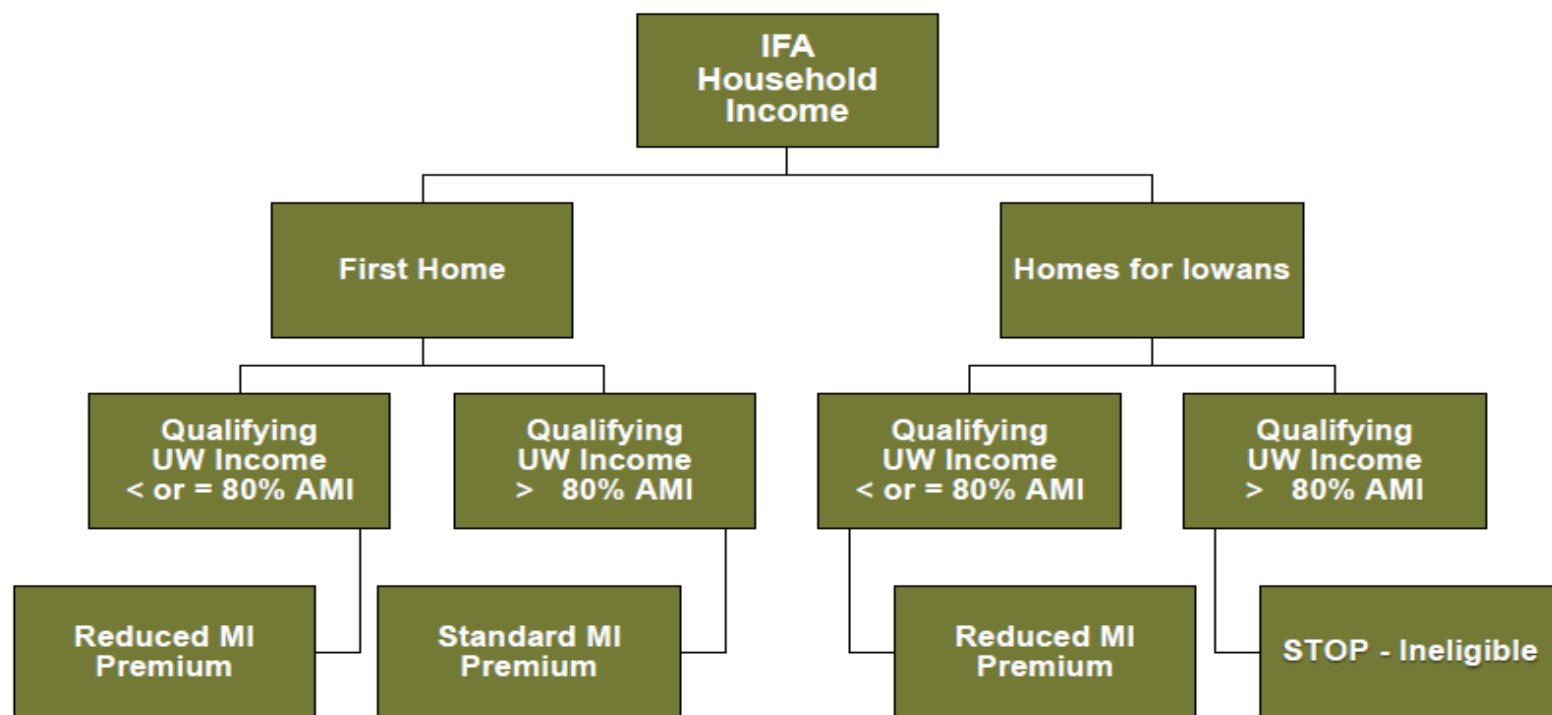 IFA
Household
Income
First Home
Homes for Iowans
Qualifying
UW Income
< or = 80% AMI
Qualifying
UW Income
>   80% AMI
Qualifying
UW Income
< or = 80% AMI
Qualifying
UW Income
>   80% AMI
Reduced MI
Premium
Standard MI
Premium
Reduced MI
Premium
STOP - Ineligible